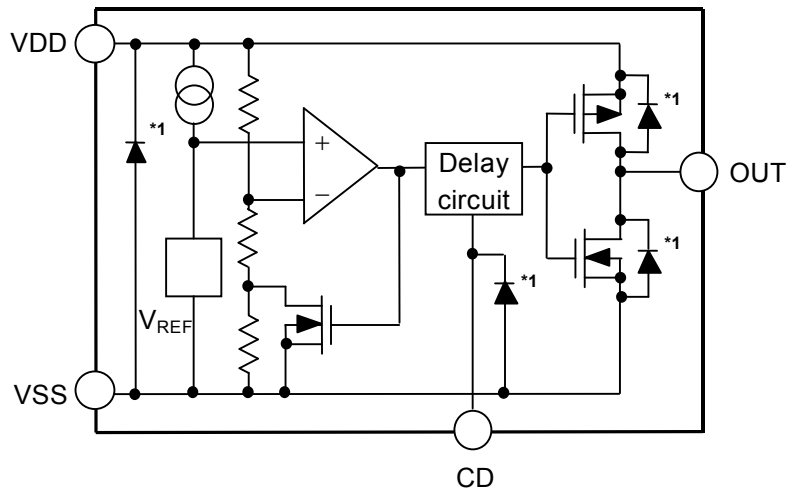 VDD
*1
*1
+
−
Delay
circuit
OUT
*1
*1
VREF
VSS
CD